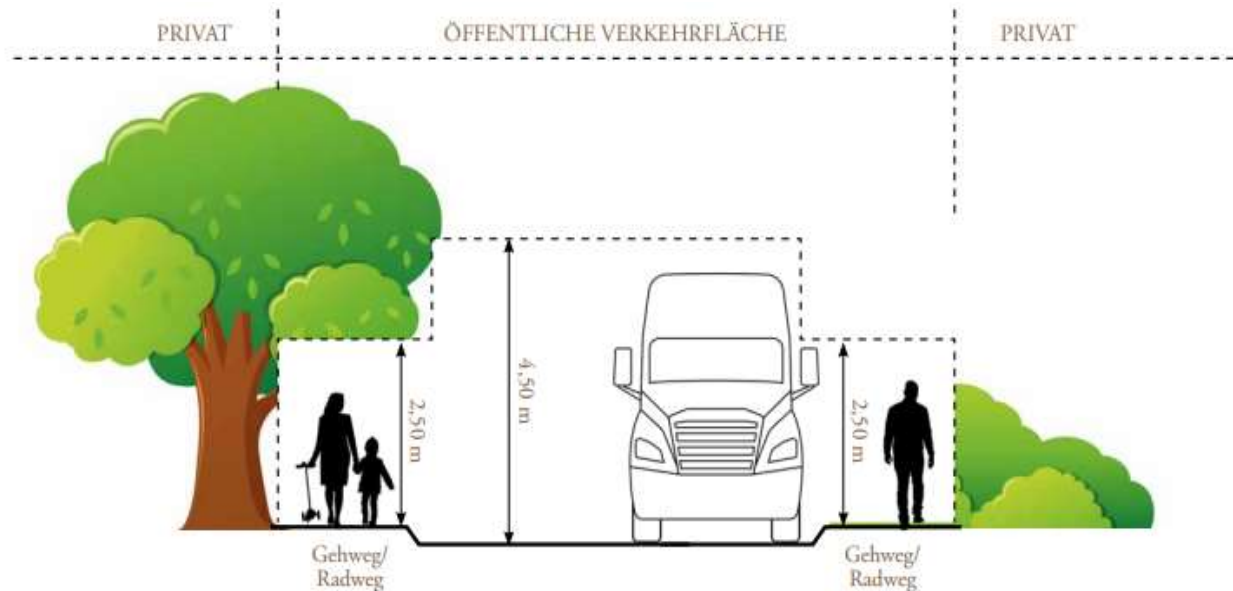 PRIVAT
ÖFFENTLICHE VERKEHRFLÄCHE
PRIVAT
2,50 m
4,50 m
2,50 m
Gehweg/
Radweg
Gehweg/
Radweg